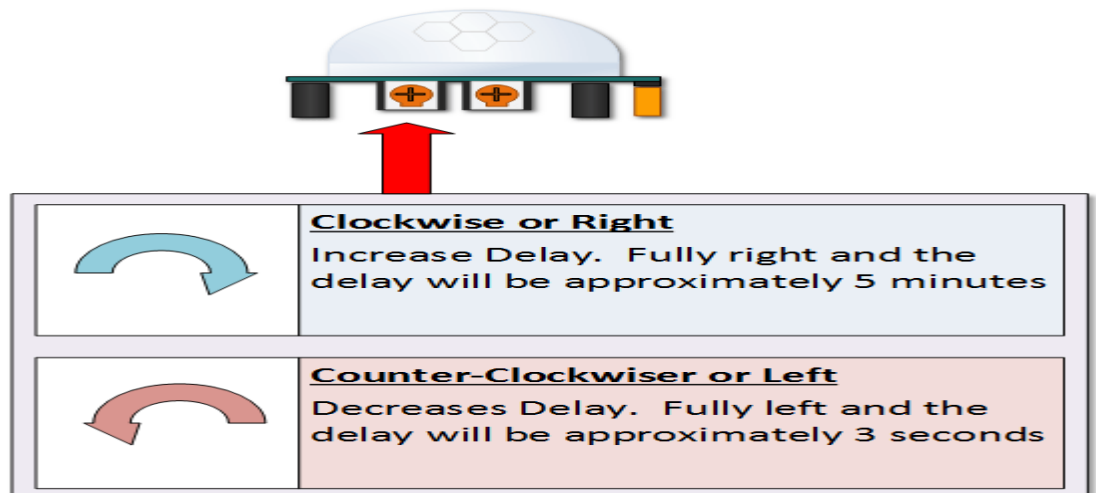 Clockwise or Right
Increase Delay. Fully right and the
delay will be approximately 5 minutes
Counter-Clockwiser or Left
Decreases Delay. Fully left and the
delay will be approximately 3 seconds